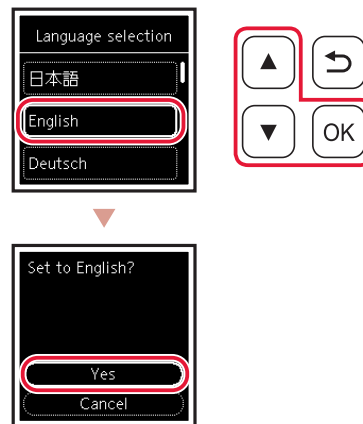 Language selection
日本語
English
Deutsch
OK
Set to English?
Yes
Cancel